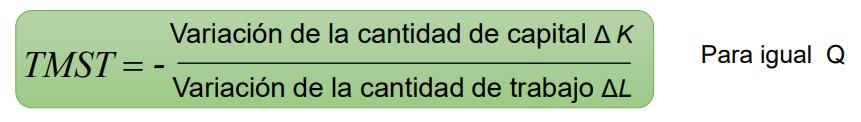 TMST = - Variación de la cantidad de capital Δ K
Variación de la cantidad de trabajo ΔL
Para igual Q